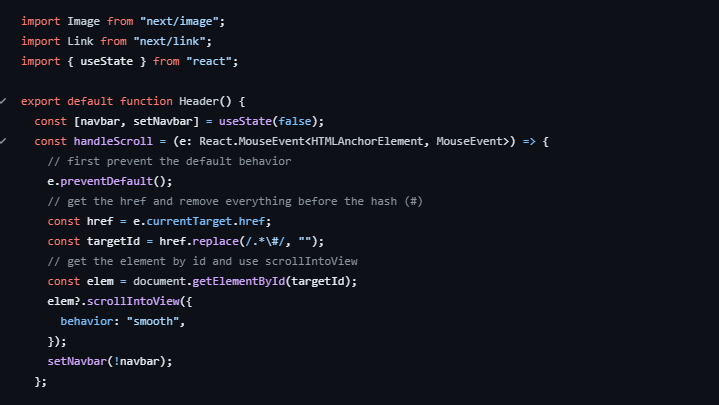 import Image from "next/image";
import Link from "next/link";
import { useState } from "react";
export default function Header() {
const [navbar, setNavbar] = useState(false);
const handleScroll = (e: React.MouseEvent<HTMLAnchorElement, MouseEvent>) => {
// first prevent the default behavior
e.preventDefault();
// get the href and remove everything before the hash (#)
const href = e.currentTarget.href;
const targetId = href.replace(/.*\#/, "");
// get the element by id and use scrollIntoView
const elem = document.getElementById(targetId);
elem?.scrollIntoView({
behavior: "smooth",
});
setNavbar(!navbar);
};